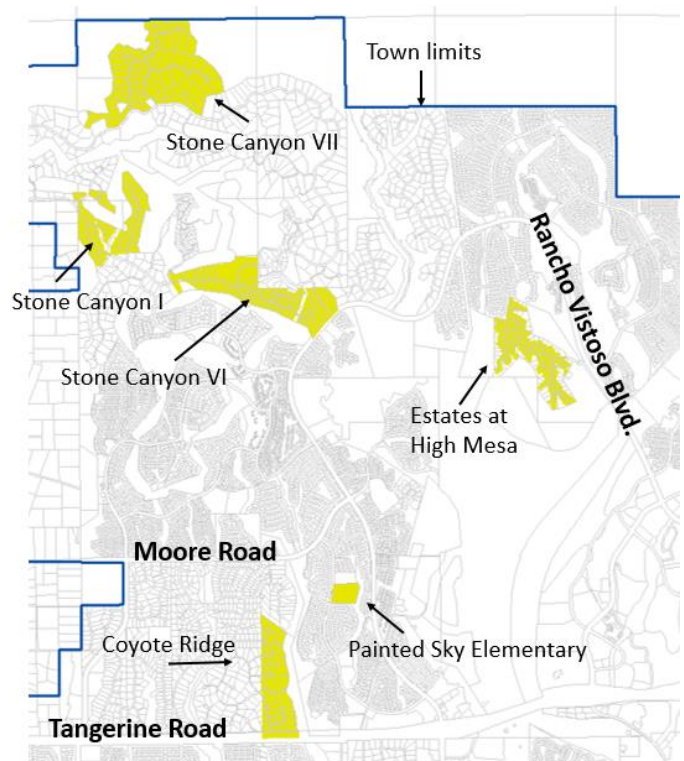 Town limits
Stone Canyon VII
Rancho Vistoso Blvd.
Stone Canyon I
Stone Canyon VI
Estates at
High Mesa
Moore Road
Coyote Ridge
Painted Sky Elementary
Tangerine Road